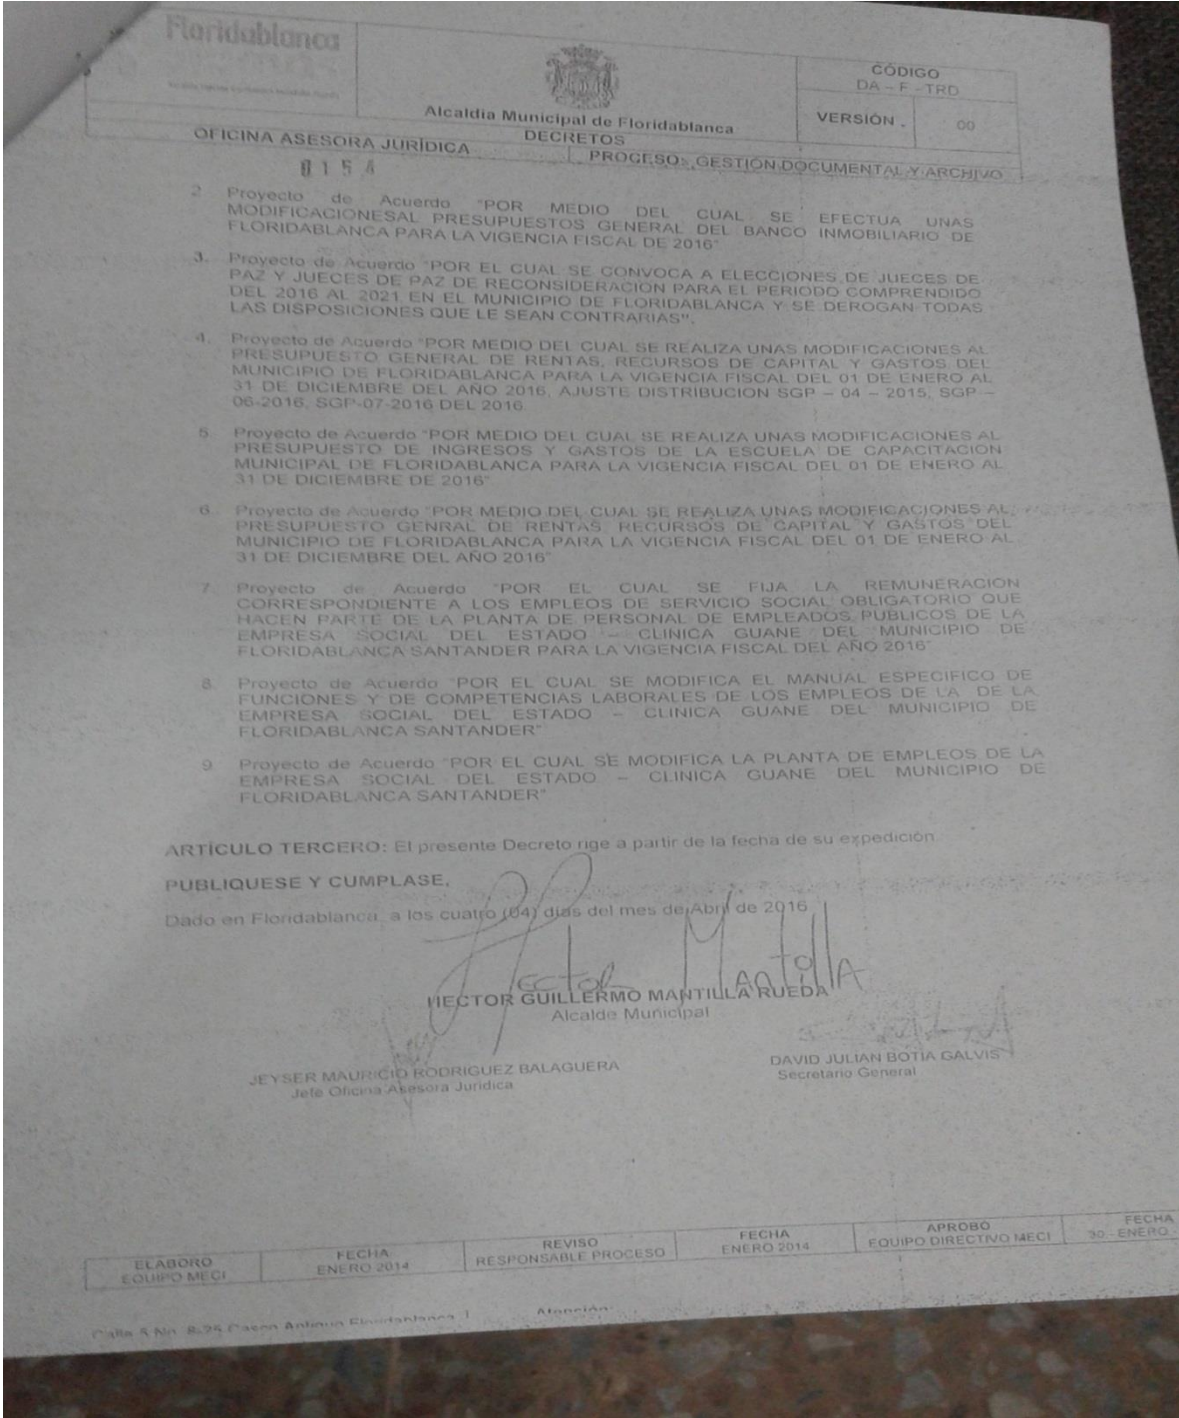 Floridablanca
Alcaldía Municipal de Floridablanca
CÓDIGO
DA – F – TRD
VERSIÓN .
00
OFICINA ASESORA JURÍDICA
DECRETOS
PROCESO: GESTIÓN DOCUMENTAL Y ARCHIVO
0154
2 Proyecto de Acuerdo "POR MEDIO DEL CUAL SE EFECTUA UNAS
MODIFICACIONESAL PRESUPUESTOS GENERAL DEL BANCO INMOBILIARIO DE
FLORIDABLANCA PARA LA VIGENCIA FISCAL DE 2016"
3. Proyecto de Acuerdo "POR EL CUAL SE CONVOCA A ELECCIONES DE JUECES DE
PAZ Y JUECES DE PAZ DE RECONSIDERACION PARA EL PERIODO COMPRENDIDO
DEL 2016 AL 2021 EN EL MUNICIPIO DE FLORIDABLANCA Y SE DEROGAN TODAS
LAS DISPOSICIONES QUE LE SEAN CONTRARIAS",
4. Proyecto de Acuerdo "POR MEDIO DEL CUAL SE REALIZA UNAS MODIFICACIONES AL
PRESUPUESTO GENERAL DE RENTAS, RECURSOS DE CAPITAL Y GASTOS DEL
MUNICIPIO DE FLORIDABLANCA PARA LA VIGENCIA FISCAL DEL 01 DE ENERO AL
31 DE DICIEMBRE DEL AÑO 2016, AJUSTE DISTRIBUCION SGP – 04 – 2015, SGP –
06-2016, SGP-07-2016 DEL 2016
5. Proyecto de Acuerdo "POR MEDIO DEL CUAL SE REALIZA UNAS MODIFICACIONES AL
PRESUPUESTO DE INGRESOS Y GASTOS DE LA ESCUELA DE CAPACITACION
MUNICIPAL DE FLORIDABLANCA PARA LA VIGENCIA FISCAL DEL 01 DE ENERO AL
31 DE DICIEMBRE DE 2016"
6. Proyecto de Acuerdo "POR MEDIO DEL CUAL SE REALIZA UNAS MODIFICACIONES AL
PRESUPUESTO GENRAL DE RENTAS RECURSOS DE CAPITAL Y GASTOS DEL
MUNICIPIO DE FLORIDABLANCA PARA LA VIGENCIA FISCAL DEL 01 DE ENERO AL
31 DE DICIEMBRE DEL AÑO 2016"
7. Proyecto de Acuerdo "POR EL CUAL SE FIJA LA REMUNERACION
CORRESPONDIENTE A LOS EMPLEOS DE SERVICIO SOCIAL OBLIGATORIO QUE
HACEN PARTE DE LA PLANTA DE PERSONAL DE EMPLEADOS PUBLICOS DE LA
EMPRESA SOCIAL DEL ESTADO – CLINICA GUANE DEL MUNICIPIO DE
FLORIDABLANCA SANTANDER PARA LA VIGENCIA FISCAL DEL AÑO 2016"
8. Proyecto de Acuerdo "POR EL CUAL SE MODIFICA EL MANUAL ESPECIFICO DE
FUNCIONES Y DE COMPETENCIAS LABORALES DE LOS EMPLEOS DE LA DE LA
EMPRESA SOCIAL DEL ESTADO – CLINICA GUANE DEL MUNICIPIO DE
FLORIDABLANCA SANTANDER"
9 Proyecto de Acuerdo "POR EL CUAL SE MODIFICA LA PLANTA DE EMPLEOS DE LA
EMPRESA SOCIAL DEL ESTADO – CLINICA GUANE DEL MUNICIPIO DE
FLORIDABLANCA SANTANDER"
ARTÍCULO TERCERO: El presente Decreto rige a partir de la fecha de su expedición
PUBLIQUESE Y CUMPLASE,
Dado en Floridablanca, a los cuatro (04) días del mes de Abril de 2016
Hector Mantilla
HECTOR GUILLERMO MANTILLA RUEDA
Alcalde Municipal
JEYSER MAURICIO RODRIGUEZ BALAGUERA
Jefe Oficina Asesora Juridica
DAVID JULIAN BOTIA GALVIS
Secretario General
ELABORO
EQUIPO MECI
FECHA
ENERO 2014
REVISO
RESPONSABLE PROCESO
FECHA
ENERO 2014
APROBÓ
EQUIPO DIRECTIVO MECI
FECHA
30 - ENERO -
Calle 5 No. 8-25 Casco Antiguo Floridablanca
Atención: